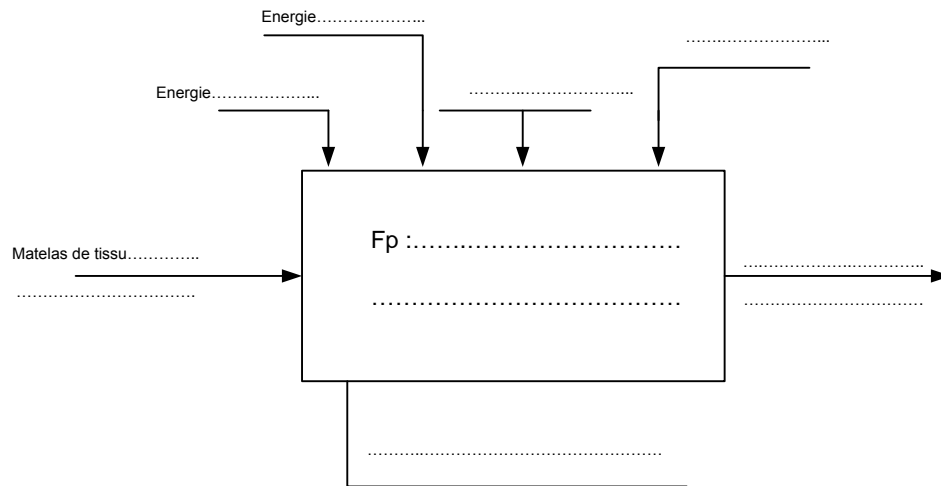 Energie…………………..
……..………………...
Energie………………...
………..…………………...
Fp :…….……………………….
Matelas de tissu…………..
……………………………
……………………………….
……………………………
……………………………
………..……………………………………